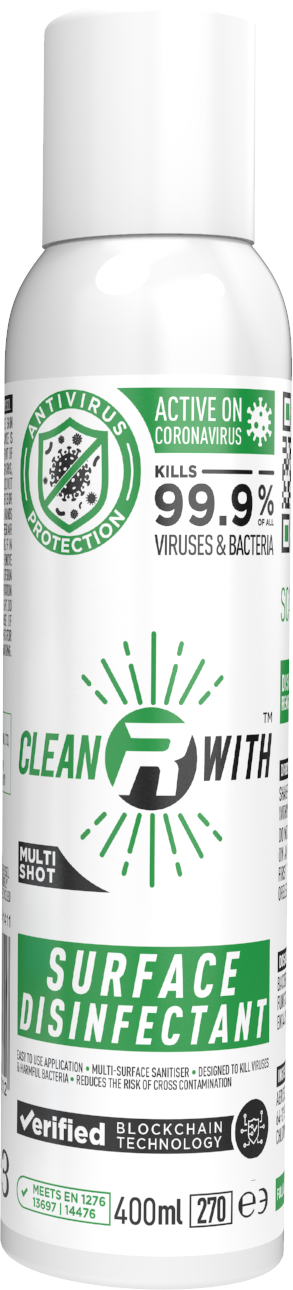 ANTIVIRUS
PROTECTION
ACTIVE ON
CORONAVIRUS
KILLS
99.9%
OF ALL
VIRUSES & BACTERIA
CLEAN R WITH ™
MULTI
SHOT
SURFACE
DISINFECTANT
EASY TO USE APPLICATION • MULTI-SURFACE SANITISER • DESIGNED TO KILL VIRUSES
& HARMFUL BACTERIA • REDUCES THE RISK OF CROSS CONTAMINATION
Verified BLOCKCHAIN
TECHNOLOGY
MEETS EN 1276
13697 | 14476
400ml 270 ℮